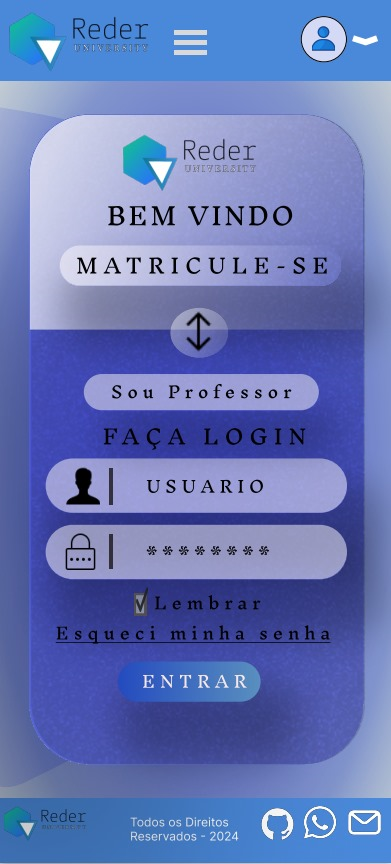 Reder
UNIVERSITY
Reder
UNIVERSITY
BEM VINDO
MATRICULE-SE
Sou Professor
FAÇA LOGIN
USUARIO
********
Lembrar
Esqueci minha senha
ENTRAR
Reder
UNIVERSITY
Todos os Direitos
Reservados - 2024